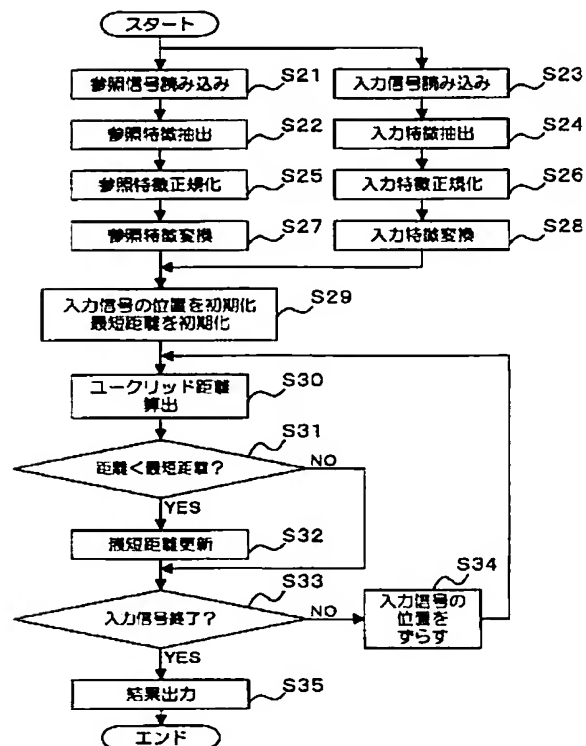 スタート
参照信号読み込み
S21
入力信号読み込み
S23
参照特徴抽出
S22
入力特徴抽出
S24
参照特徴正規化
S25
入力特徴正規化
S26
参照特徴変換
S27
入力特徴変換
S28
入力信号の位置を初期化
最短距離を初期化
S29
ユークリッド距離
算出
S30
距離<最短距離?
S31
NO
YES
最短距離更新
S32
入力信号終了?
S33
NO
入力信号の
位置を
ずらす
S34
YES
結果出力
S35
エンド